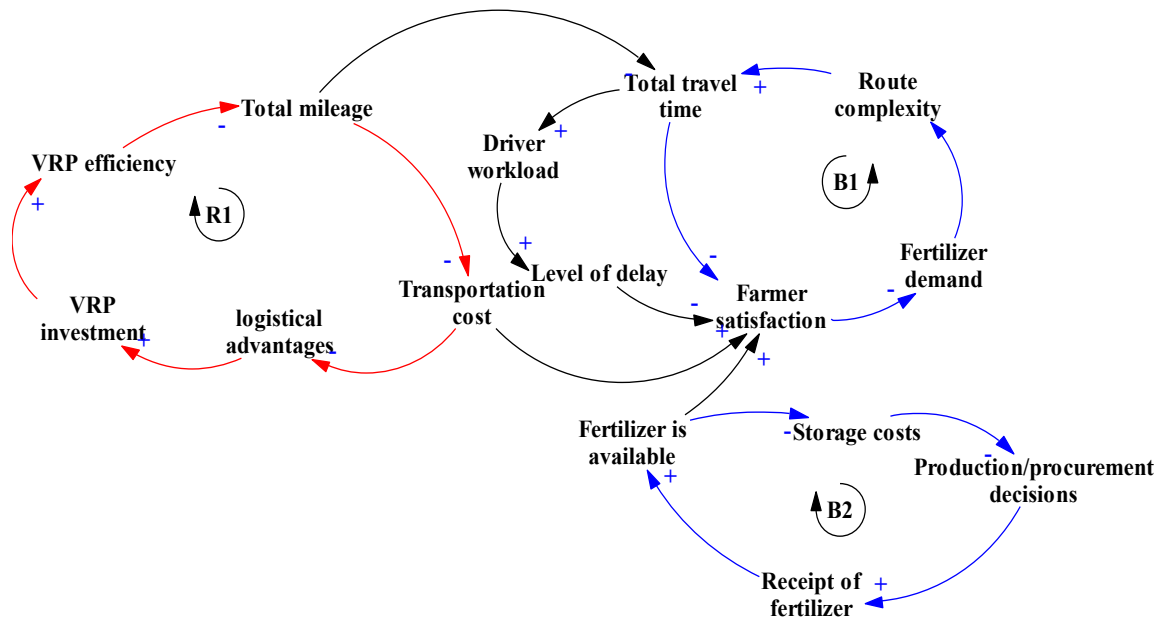 Total travel
time
Route
complexity
Total mileage
Driver
workload
VRP efficiency
R1
B1
Level of delay
Fertilizer
demand
Transportation
cost
Farmer
satisfaction
VRP
investment
logistical
advantages
Fertilizer is
available
Storage costs
Production/procurement
decisions
B2
Receipt of
fertilizer
-
-
+
+
+
+
-
-
-
-
+
+
+
-
-
-
+
+